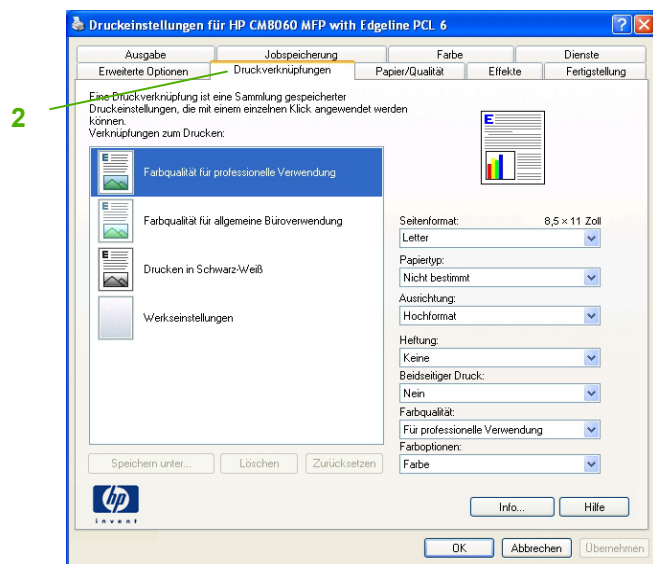 Druckeinstellungen für HP CM8060 MFP with Edgeline PCL 6
Ausgabe
Jobspeicherung
Farbe
Dienste
Erweiterte Optionen
Druckverknüpfungen
Papier/Qualität
Effekte
Fertigstellung
2
Eine Druckverknüpfung ist eine Sammlung gespeicherter
Druckeinstellungen, die mit einem einzelnen Klick angewendet werden
können.
Verknüpfungen zum Drucken:
E
Farbqualität für professionelle Verwendung
E
Farbqualität für allgemeine Büroverwendung
E
Drucken in Schwarz-Weiß
Werkseinstellungen
E
Seitenformat:
8,5 × 11 Zoll
Letter
Papiertyp:
Nicht bestimmt
Ausrichtung:
Hochformat
Heftung:
Keine
Beidseitiger Druck:
Nein
Farbqualität:
Für professionelle Verwendung
Farboptionen:
Farbe
Speichern unter...
Löschen
Zurücksetzen
hp
invent
Info...
Hilfe
OK
Abbrechen
Übernehmen